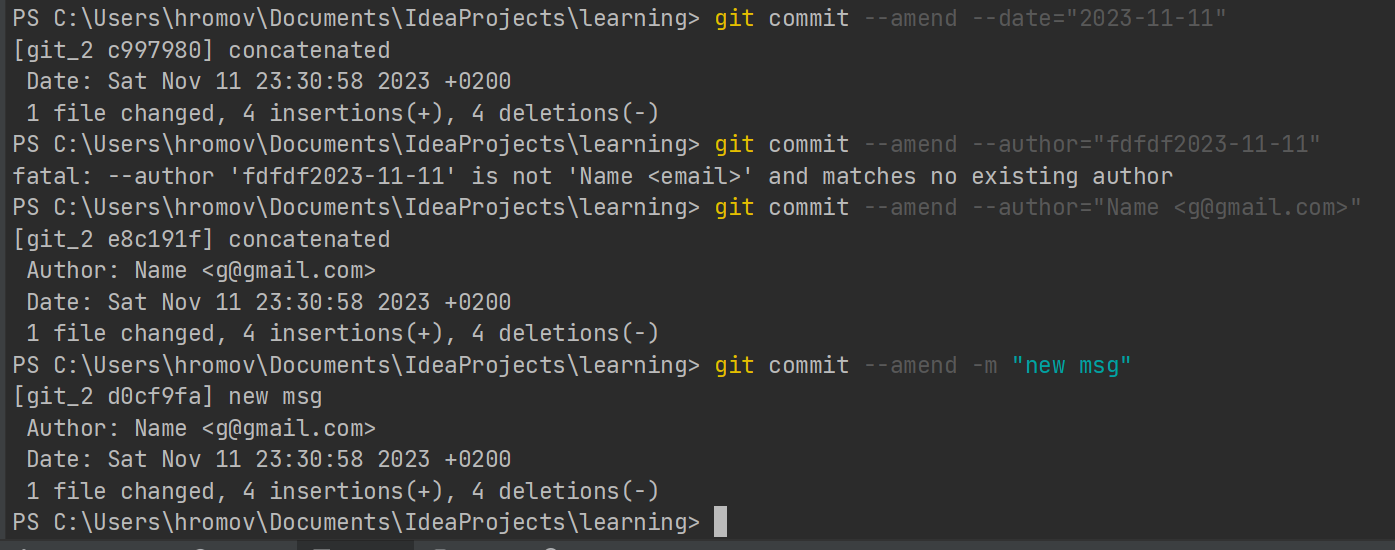 PS C:\Users\hromov\Documents\IdeaProjects\learning> git commit --amend --date="2023-11-11"
[git_2 c997980] concatenated
 Date: Sat Nov 11 23:30:58 2023 +0200
 1 file changed, 4 insertions(+), 4 deletions(-)
PS C:\Users\hromov\Documents\IdeaProjects\learning> git commit --amend --author="fdfdf2023-11-11"
fatal: --author 'fdfdf2023-11-11' is not 'Name <email>' and matches no existing author
PS C:\Users\hromov\Documents\IdeaProjects\learning> git commit --amend --author="Name <g@gmail.com>"
[git_2 e8c191f] concatenated
 Author: Name <g@gmail.com>
 Date: Sat Nov 11 23:30:58 2023 +0200
 1 file changed, 4 insertions(+), 4 deletions(-)
PS C:\Users\hromov\Documents\IdeaProjects\learning> git commit --amend -m "new msg"
[git_2 d0cf9fa] new msg
 Author: Name <g@gmail.com>
 Date: Sat Nov 11 23:30:58 2023 +0200
 1 file changed, 4 insertions(+), 4 deletions(-)
PS C:\Users\hromov\Documents\IdeaProjects\learning>